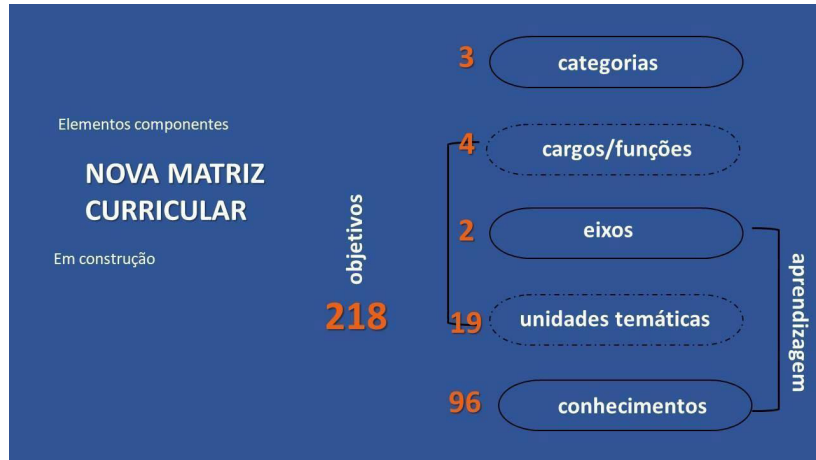 Elementos componentes
NOVA MATRIZ
CURRICULAR
Em construção
objetivos
218
3
categorias
4
cargos/funções
2
eixos
19
unidades temáticas
96
conhecimentos
aprendizagem